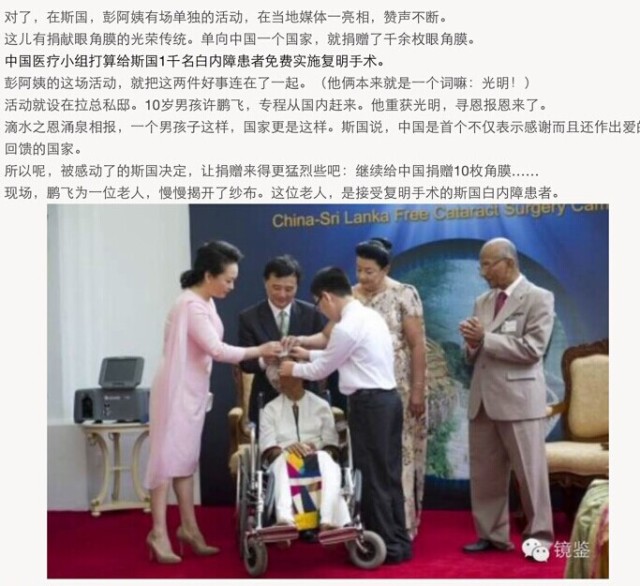 对了，在斯国，彭阿姨有场单独的活动，在当地媒体一亮相，赞声不断。
这儿有捐献眼角膜的光荣传统。单向中国一个国家，就捐赠了千余枚眼角膜。
中国医疗小组打算给斯国1千名白内障患者免费实施复明手术。
彭阿姨的这场活动，就把这两件好事连在了一起。（他俩本来就是一个词嘛：光明！）
活动就设在拉总私邸。10岁男孩许鹏飞，专程从国内赶来。他重获光明，寻恩报恩来了。
滴水之恩涌泉相报，一个男孩子这样，国家更是这样。斯国说，中国是首个不仅表示感谢而且还作出爱的
回馈的国家。
所以呢，被感动了的斯国决定，让捐赠来得更猛烈些吧：继续给中国捐赠10枚角膜……
现场，鹏飞为一位老人，慢慢揭开了纱布。这位老人，是接受复明手术的斯国白内障患者。
China-Sri Lanka Free Cataract Surgery Cam
镜鉴